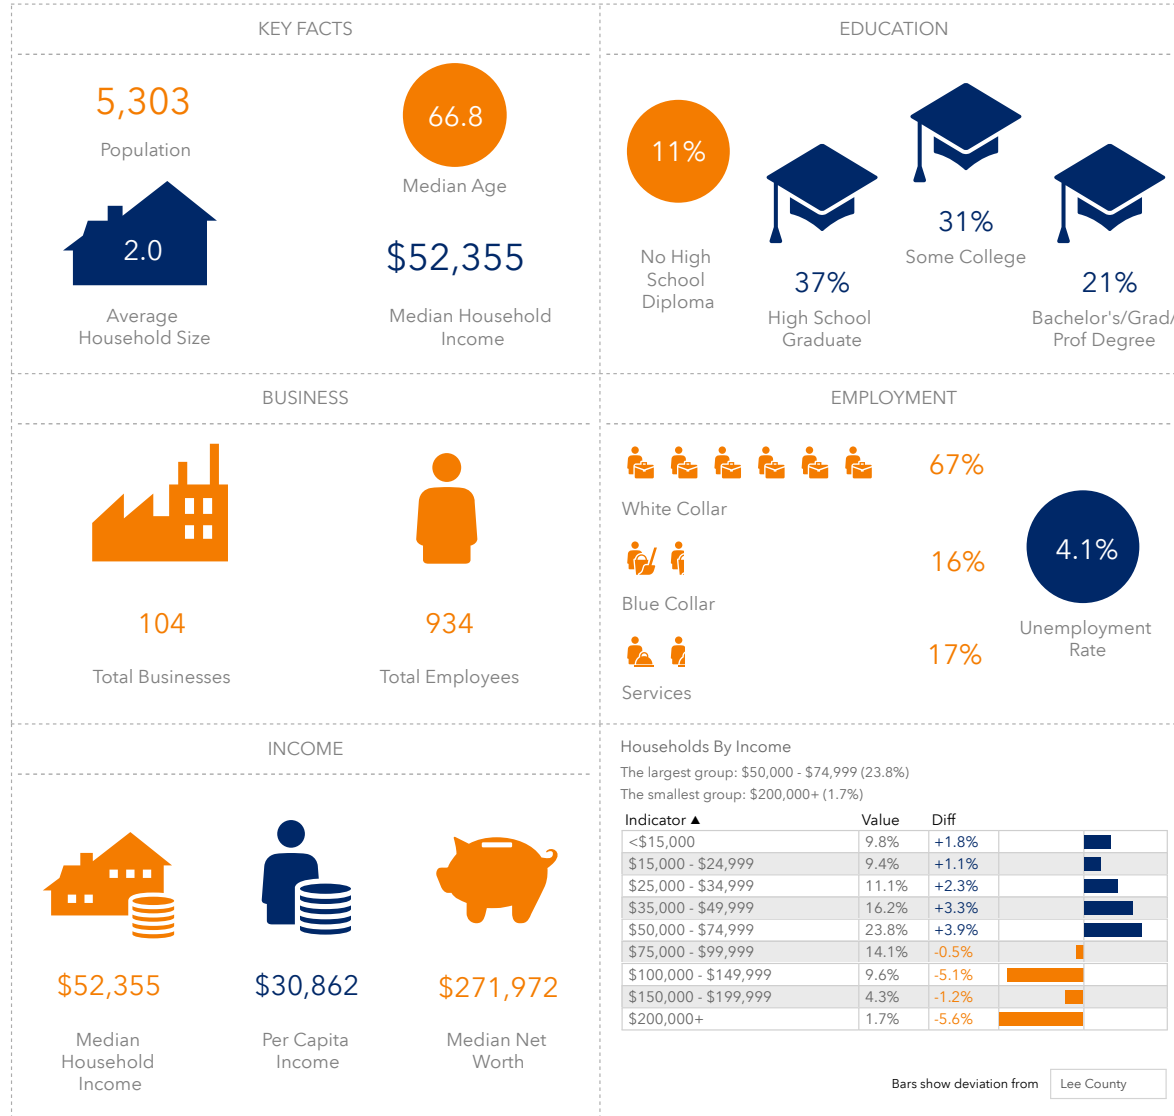 KEY FACTS
5,303
Population
66.8
Median Age
2.0
Average
Household Size
$52,355
Median Household
Income
EDUCATION
11%
No High
School
Diploma
37%
High School
Graduate
31%
Some College
21%
Bachelor's/Grad/
Prof Degree
BUSINESS
104
Total Businesses
934
Total Employees
EMPLOYMENT
67%
White Collar
16%
Blue Collar
17%
Services
4.1%
Unemployment
Rate
INCOME
$52,355
Median
Household
Income
$30,862
Per Capita
Income
$271,972
Median Net
Worth
Households By Income
The largest group: $50,000 - $74,999 (23.8%)
The smallest group: $200,000+ (1.7%)
Indicator ▲ Value Diff
<$15,000 9.8% +1.8%
$15,000 - $24,999 9.4% +1.1%
$25,000 - $34,999 11.1% +2.3%
$35,000 - $49,999 16.2% +3.3%
$50,000 - $74,999 23.8% +3.9%
$75,000 - $99,999 14.1% -0.5%
$100,000 - $149,999 9.6% -5.1%
$150,000 - $199,999 4.3% -1.2%
$200,000+ 1.7% -5.6%
Bars show deviation from Lee County